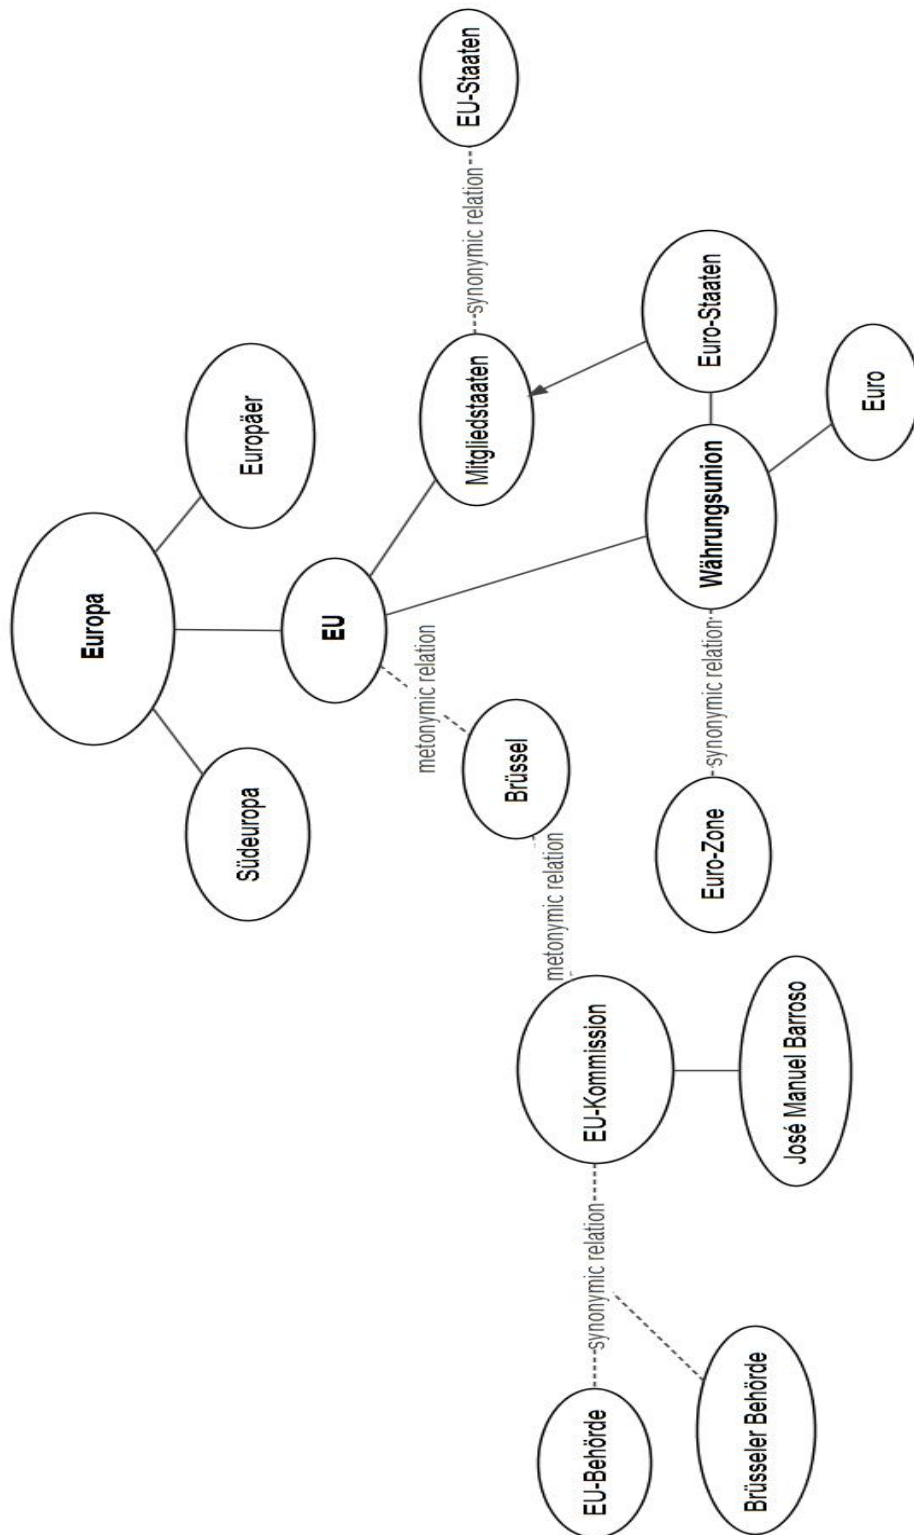 Europa
Südeuropa
Europäer
EU
metonymic relation
Brüssel
Mitgliedstaaten
synonymic relation
EU-Staaten
metonymic relation
EU-Behörde
synonymic relation
EU-Kommission
Euro-Zone
synonymic relation
Währungsunion
Euro-Staaten
Brüsseler Behörde
José Manuel Barroso
Euro